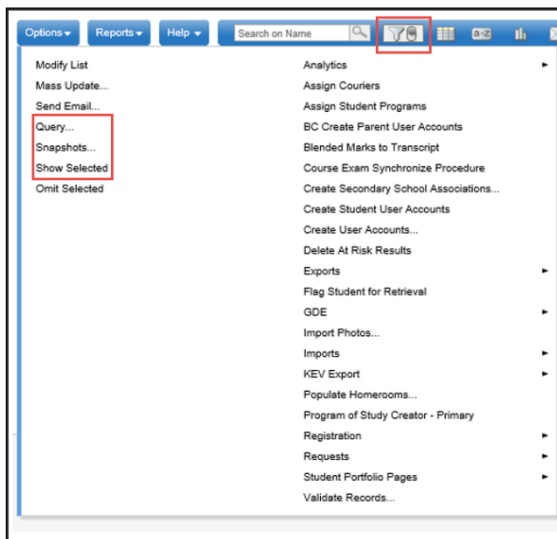 Options Reports Help Search on Name a-z
Modify List
Mass Update...
Send Email...
Query...
Snapshots...
Show Selected
Omit Selected
Analytics
Assign Couriers
Assign Student Programs
BC Create Parent User Accounts
Blended Marks to Transcript
Course Exam Synchronize Procedure
Create Secondary School Associations...
Create Student User Accounts
Create User Accounts...
Delete At Risk Results
Exports
Flag Student for Retrieval
GDE
Import Photos...
Imports
KEV Export
Populate Homerooms...
Program of Study Creator - Primary
Registration
Requests
Student Portfolio Pages
Validate Records...